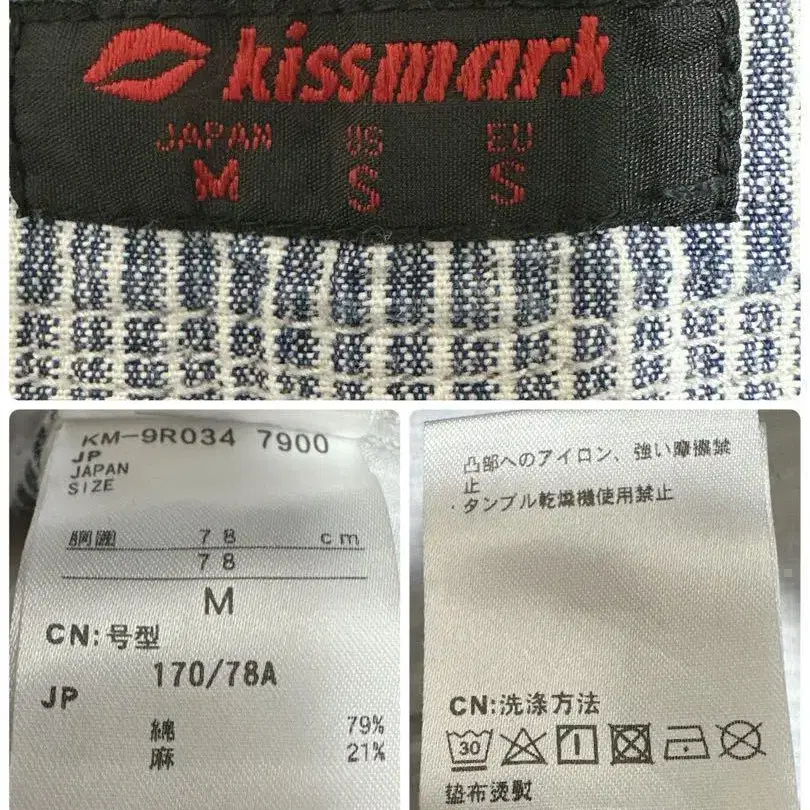 kissmark
JAPAN US EU
M S S
KM-9R034 7900
JP
JAPAN
SIZE
胴囲 78 cm
78
M
CN:号型
170/78A
JP
綿 79%
麻 21%
凸部へのアイロン、強い摩擦禁
止
・タンブル乾燥機使用禁止
CN:洗涤方法
30
垫布烫熨